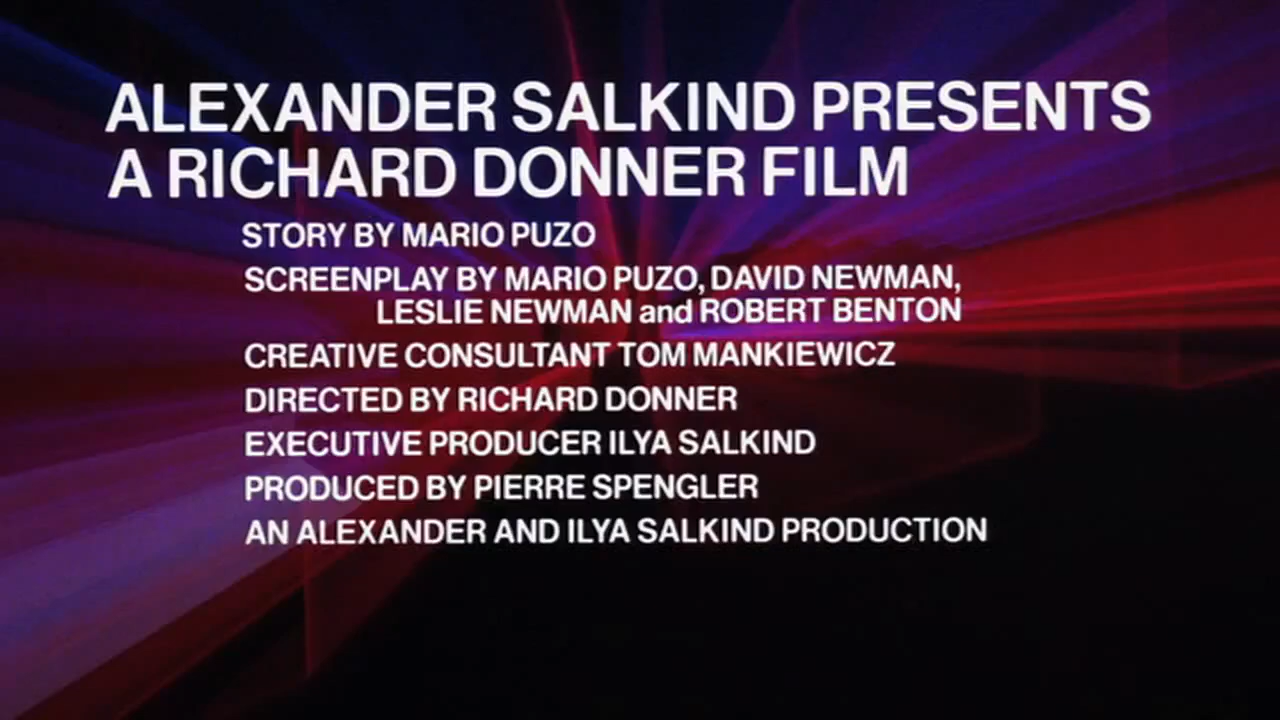 ALEXANDER SALKIND PRESENTS
A RICHARD DONNER FILM
STORY BY MARIO PUZO
SCREENPLAY BY MARIO PUZO, DAVID NEWMAN,
LESLIE NEWMAN and ROBERT BENTON
CREATIVE CONSULTANT TOM MANKIEWICZ
DIRECTED BY RICHARD DONNER
EXECUTIVE PRODUCER ILYA SALKIND
PRODUCED BY PIERRE SPENGLER
AN ALEXANDER AND ILYA SALKIND PRODUCTION